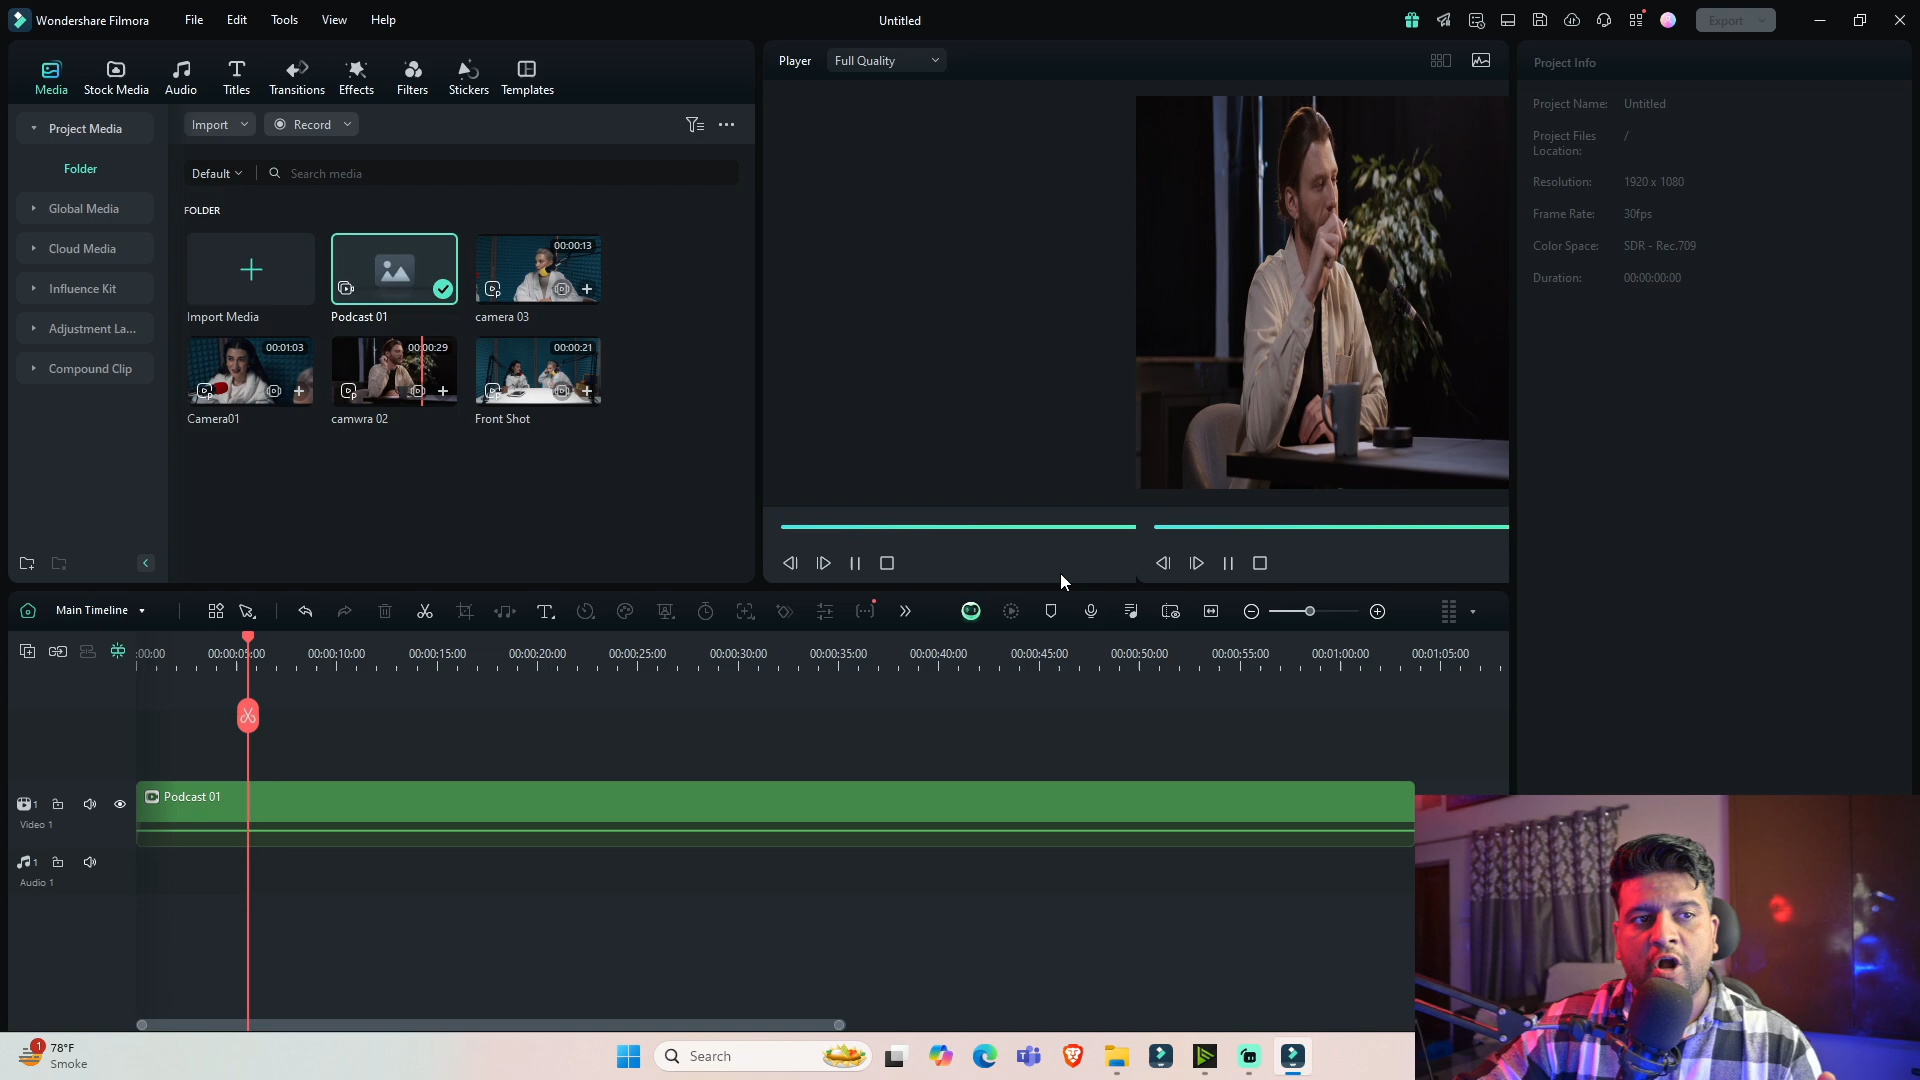 Wondershare Filmora
File
Edit
Tools
View
Help
Untitled
Export
Media
Stock Media
Audio
Titles
Transitions
Effects
Filters
Stickers
Templates
Player
Full Quality
Project Info
Project Media
Folder
Global Media
Cloud Media
Influence Kit
Adjustment La...
Compound Clip
Import
Record
Default
Search media
FOLDER
Import Media
Podcast 01
00:00:13
camera 03
00:01:03
Camera01
00:00:29
camwra 02
00:00:21
Front Shot
Project Name: Untitled
Project Files Location: /
Resolution: 1920 x 1080
Frame Rate: 30fps
Color Space: SDR - Rec.709
Duration: 00:00:00:00
Main Timeline
:00:00
00:00:05:00
00:00:10:00
00:00:15:00
00:00:20:00
00:00:25:00
00:00:30:00
00:00:35:00
00:00:40:00
00:00:45:00
00:00:50:00
00:00:55:00
00:01:00:00
00:01:05:00
1
Video 1
Podcast 01
1
Audio 1
1
78°F
Smoke
Search